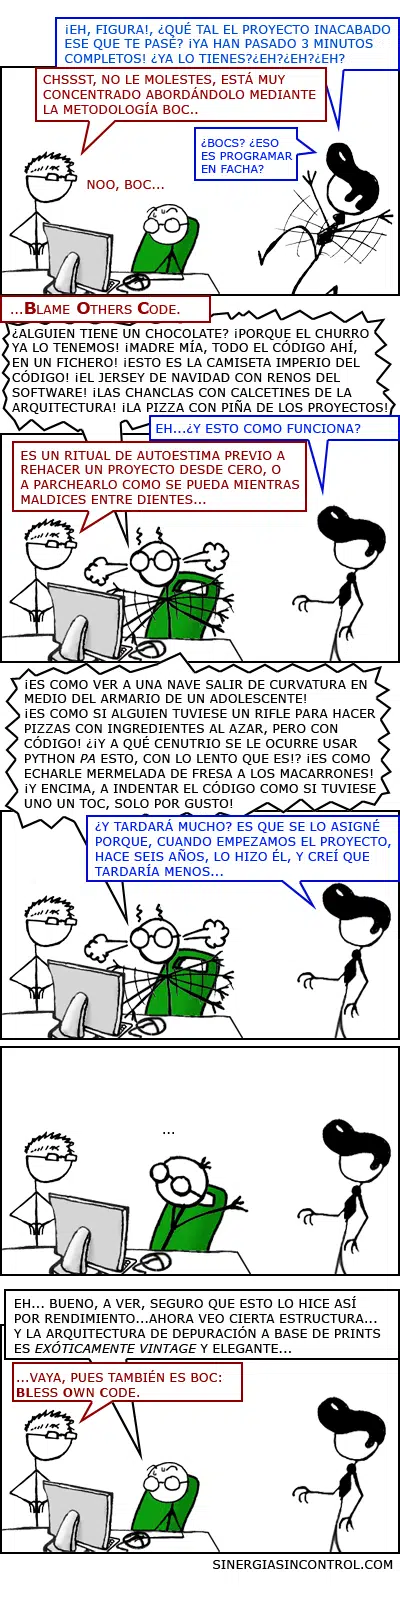 ¡EH, FIGURA!, ¿QUÉ TAL EL PROYECTO INACABADO
ESE QUE TE PASÉ? ¡YA HAN PASADO 3 MINUTOS
COMPLETOS! ¿YA LO TIENES?¿EH?¿EH?¿EH?
CHSSST, NO LE MOLESTES, ESTÁ MUY
CONCENTRADO ABORDÁNDOLO MEDIANTE
LA METODOLOGÍA BOC..
¿BOCS? ¿ESO
ES PROGRAMAR
EN FACHA?
NOO, BOC...
...BLAME OTHERS CODE.
¿ALGUIEN TIENE UN CHOCOLATE? ¡PORQUE EL CHURRO
YA LO TENEMOS! ¡MADRE MÍA, TODO EL CÓDIGO AHÍ,
EN UN FICHERO! ¡ESTO ES LA CAMISETA IMPERIO DEL
CÓDIGO! ¡EL JERSEY DE NAVIDAD CON RENOS DEL
SOFTWARE! ¡LAS CHANCLAS CON CALCETINES DE LA
ARQUITECTURA! ¡LA PIZZA CON PIÑA DE LOS PROYECTOS!
EH...¿Y ESTO COMO FUNCIONA?
ES UN RITUAL DE AUTOESTIMA PREVIO A
REHACER UN PROYECTO DESDE CERO, O
A PARCHEARLO COMO SE PUEDA MIENTRAS
MALDICES ENTRE DIENTES...
¡ES COMO VER A UNA NAVE SALIR DE CURVATURA EN
MEDIO DEL ARMARIO DE UN ADOLESCENTE!
¡ES COMO SI ALGUIEN TUVIESE UN RIFLE PARA HACER
PIZZAS CON INGREDIENTES AL AZAR, PERO CON
CÓDIGO! ¿¡Y A QUÉ CENUTRIO SE LE OCURRE USAR
PYTHON PA ESTO, CON LO LENTO QUE ES!? ¡ES COMO
ECHARLE MERMELADA DE FRESA A LOS MACARRONES!
¡Y ENCIMA, A INDENTAR EL CÓDIGO COMO SI TUVIESE
UNO UN TOC, SOLO POR GUSTO!
¿Y TARDARÁ MUCHO? ES QUE SE LO ASIGNÉ
PORQUE, CUANDO EMPEZAMOS EL PROYECTO,
HACE SEIS AÑOS, LO HIZO ÉL, Y CREÍ QUE
TARDARÍA MENOS...
...
EH... BUENO, A VER, SEGURO QUE ESTO LO HICE ASÍ
POR RENDIMIENTO...AHORA VEO CIERTA ESTRUCTURA...
Y LA ARQUITECTURA DE DEPURACIÓN A BASE DE PRINTS
ES EXÓTICAMENTE VINTAGE Y ELEGANTE...
...VAYA, PUES TAMBIÉN ES BOC:
BLESS OWN CODE.
SINERGIASINCONTROL.COM